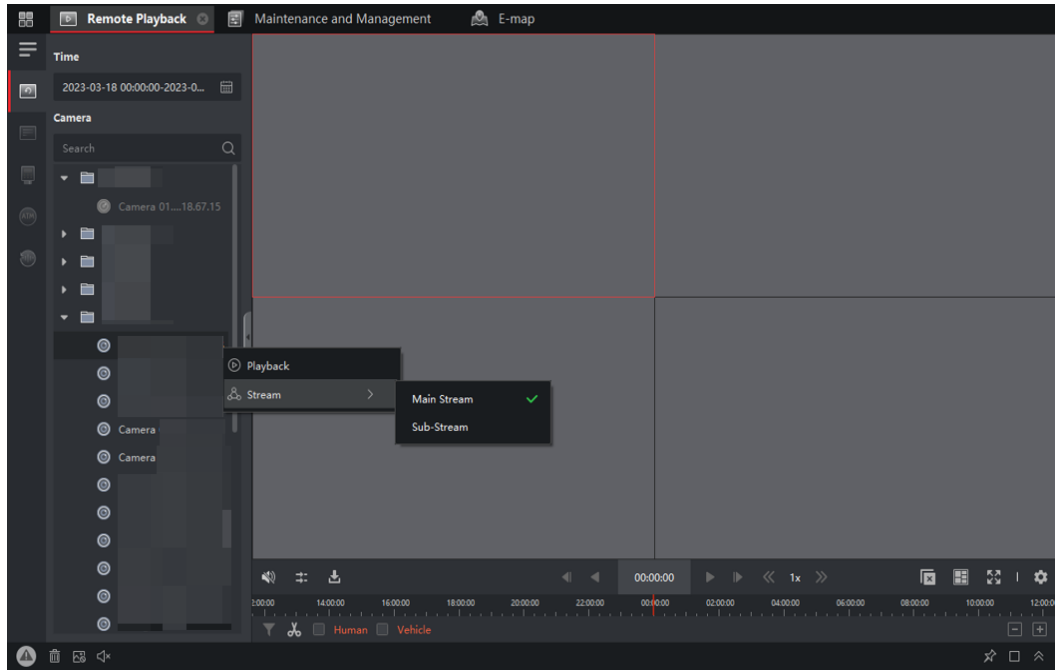 Remote Playback
Maintenance and Management
E-map
Time
2023-03-18 00:00:00-2023-0...
Camera
Search
Camera 01....18.67.15
Playback
Stream
Main Stream
Sub-Stream
Camera
Camera
00:00:00
1x
2:00:00 14:00:00 16:00:00 18:00:00 20:00:00 22:00:00 00:00:00 02:00:00 04:00:00 06:00:00 08:00:00 10:00:00 12:00:0
Human
Vehicle